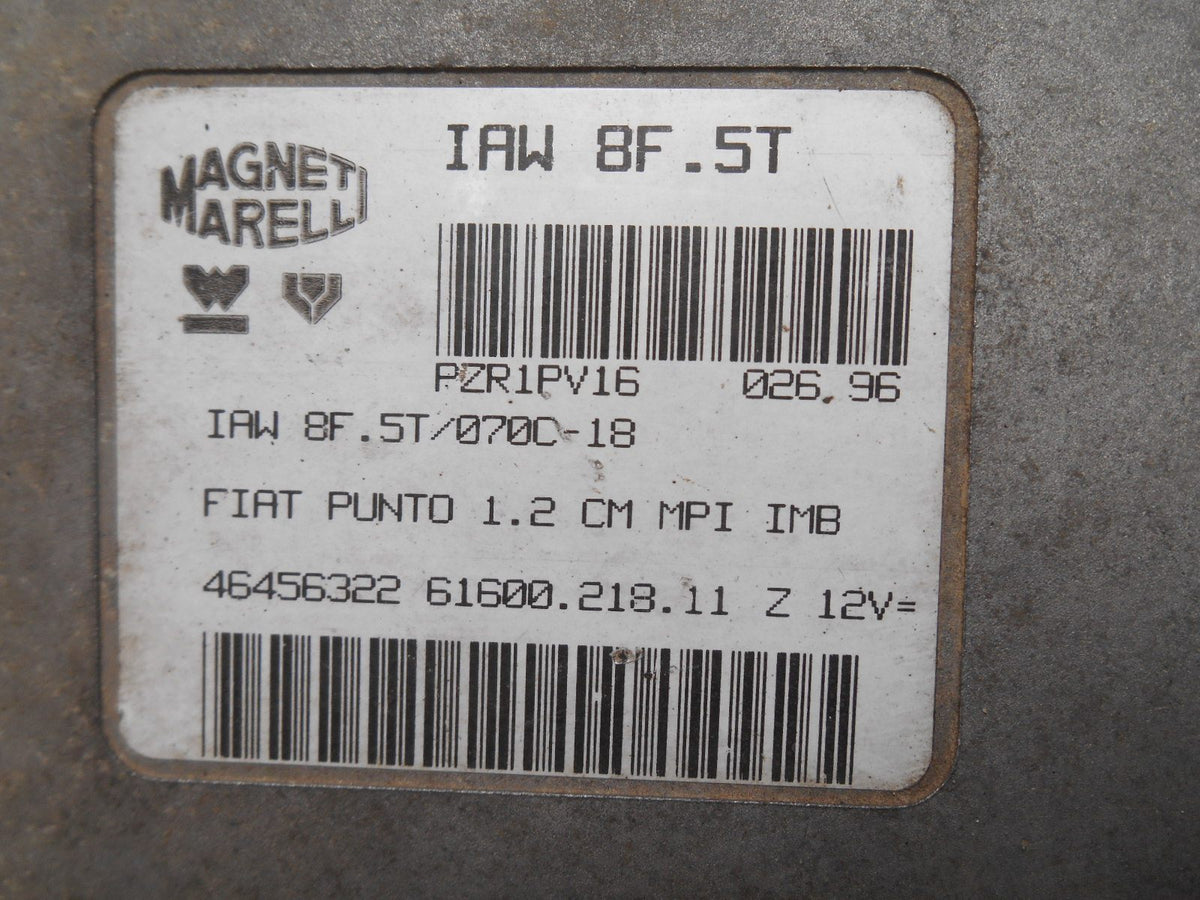 MAGNETI
MARELLI
IAW 8F.5T
PZR1PV16 026.96
IAW 8F.5T/070C-18
FIAT PUNTO 1.2 CM MPI IMB
46456322 61600.218.11 Z 12V=